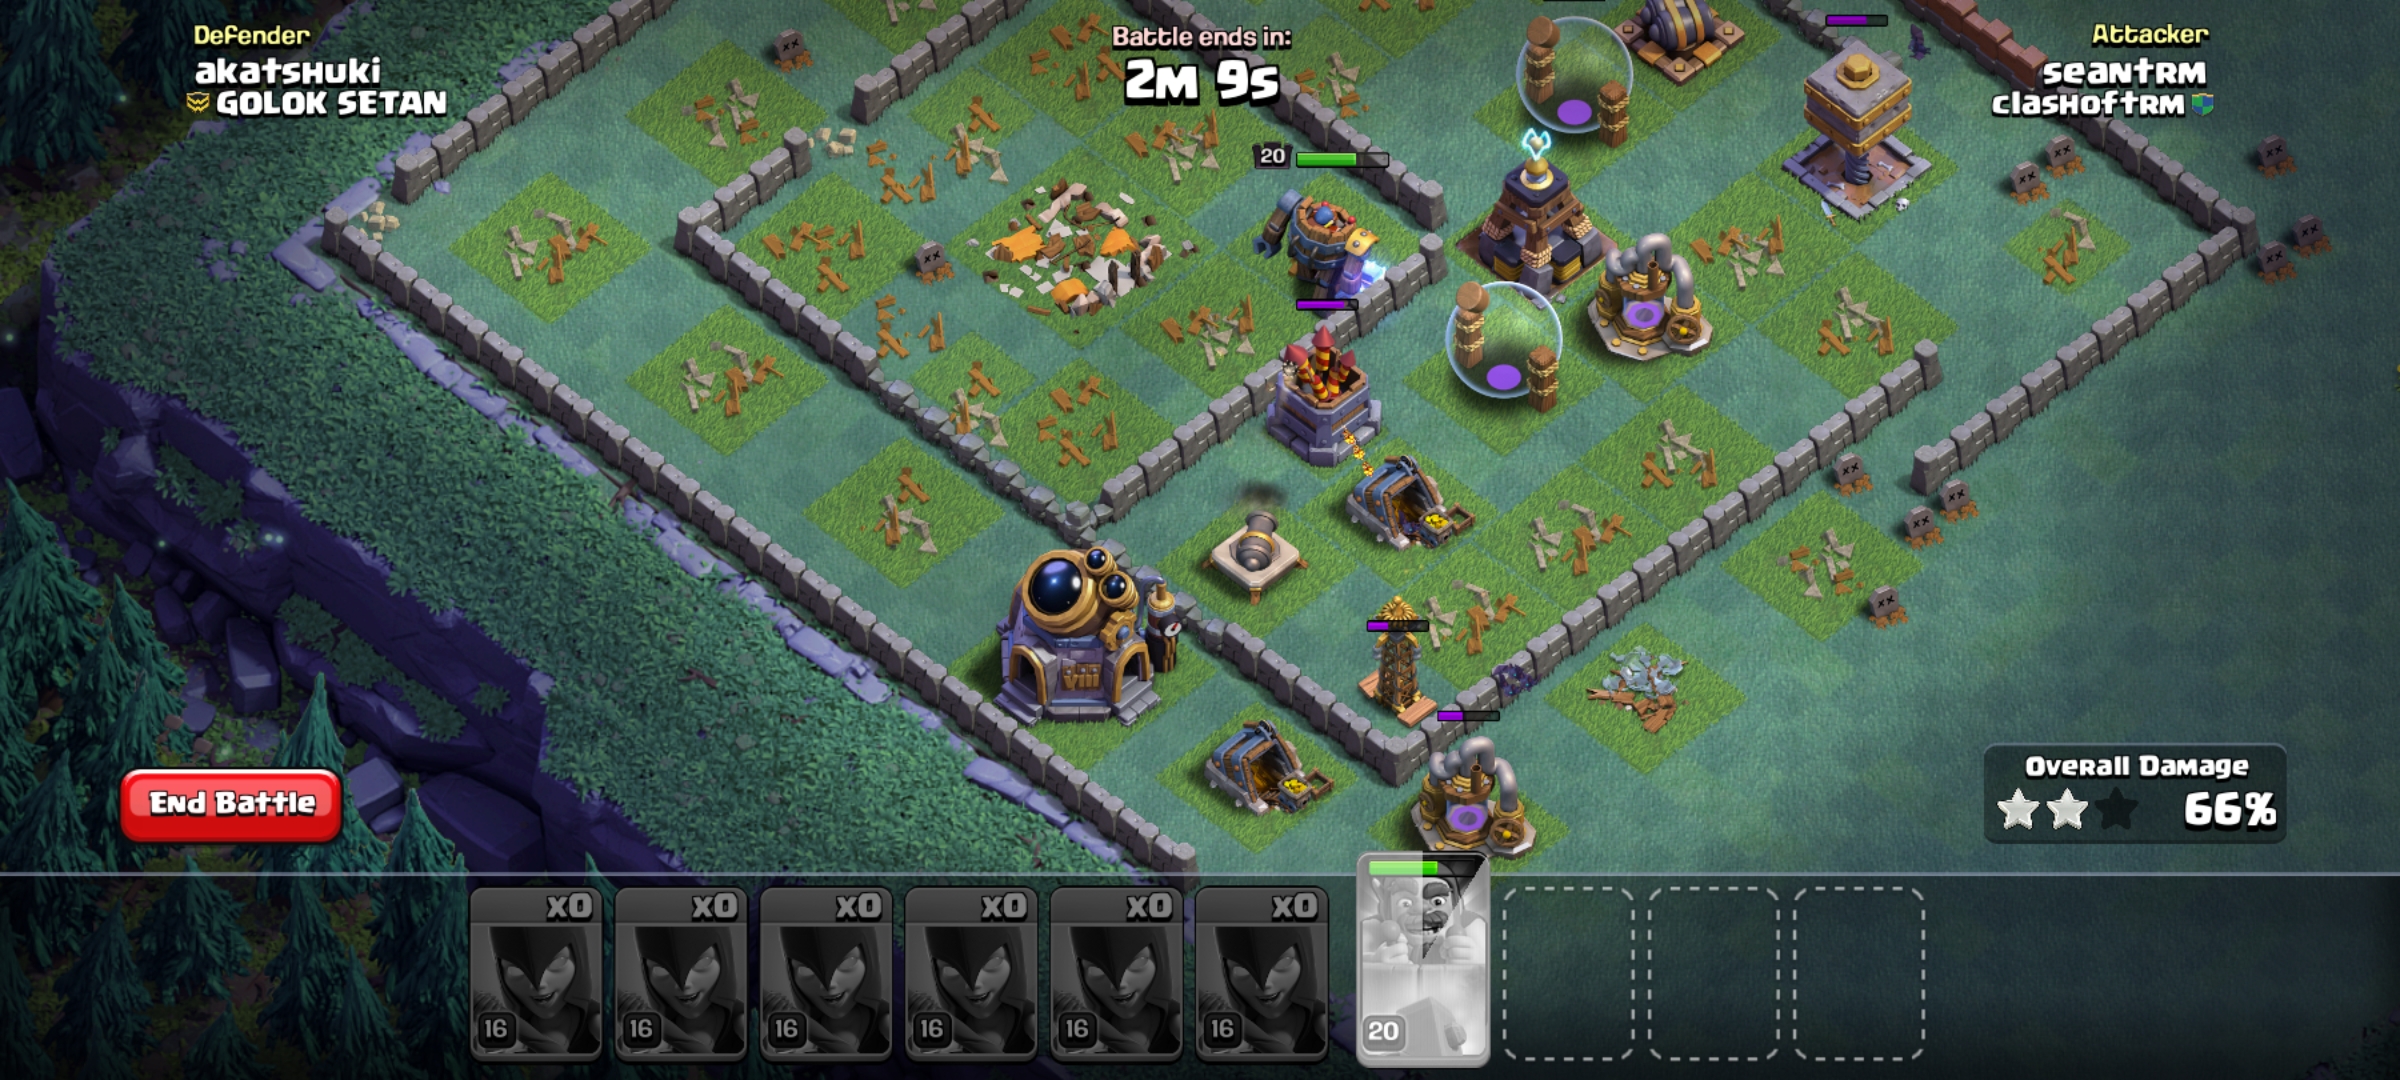 Defender
akatsHuki
GOLOK SETAN
Battle ends in:
2M 9s
Attacker
seantRM
clasHoftRM
20
VIII
End Battle
Overall Damage
66%
x0
x0
x0
x0
x0
x0
16
16
16
16
16
16
20